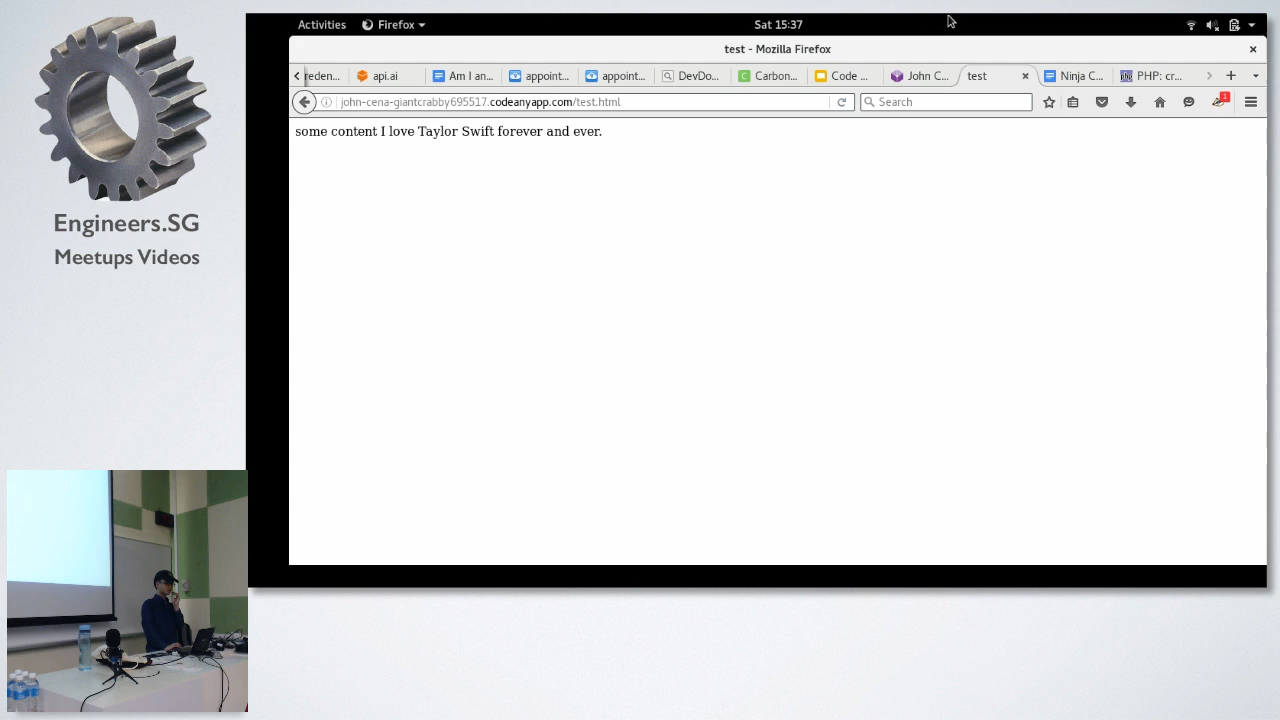 Engineers.SG
Meetups Videos
Activities Firefox Sat 15:37
test - Mozilla Firefox
reden... api.ai Am I an... appoint... appoint... DevDo... Carbon... Code ... John C... test Ninja C... PHP: cr...
john-cena-giantcrabby695517.codeanyapp.com/test.html Search 1
some content I love Taylor Swift forever and ever.